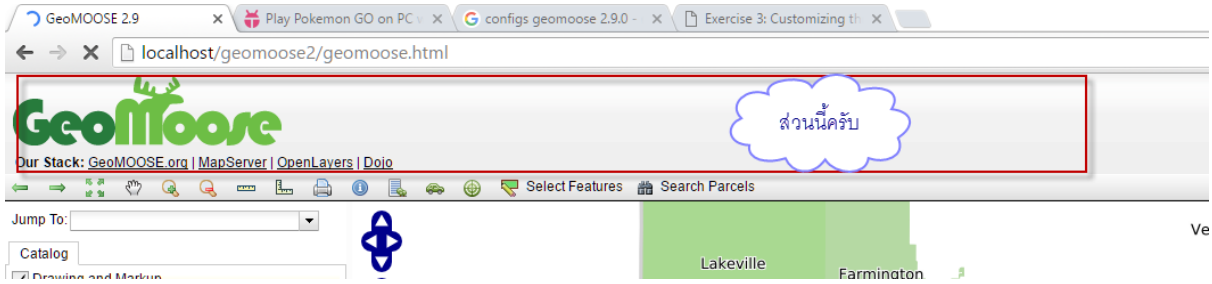 GeoMOOSE 2.9
Play Pokemon GO on PC
configs geomoose 2.9.0 -
Exercise 3: Customizing th
localhost/geomoose2/geomoose.html
GeoMoose
ส่วนนี้ครับ
Our Stack: GeoMOOSE.org | MapServer | OpenLayers | Dojo
Select Features Search Parcels
Jump To:
Catalog
Drawing and Markup
Lakeville
Farmington
Ve